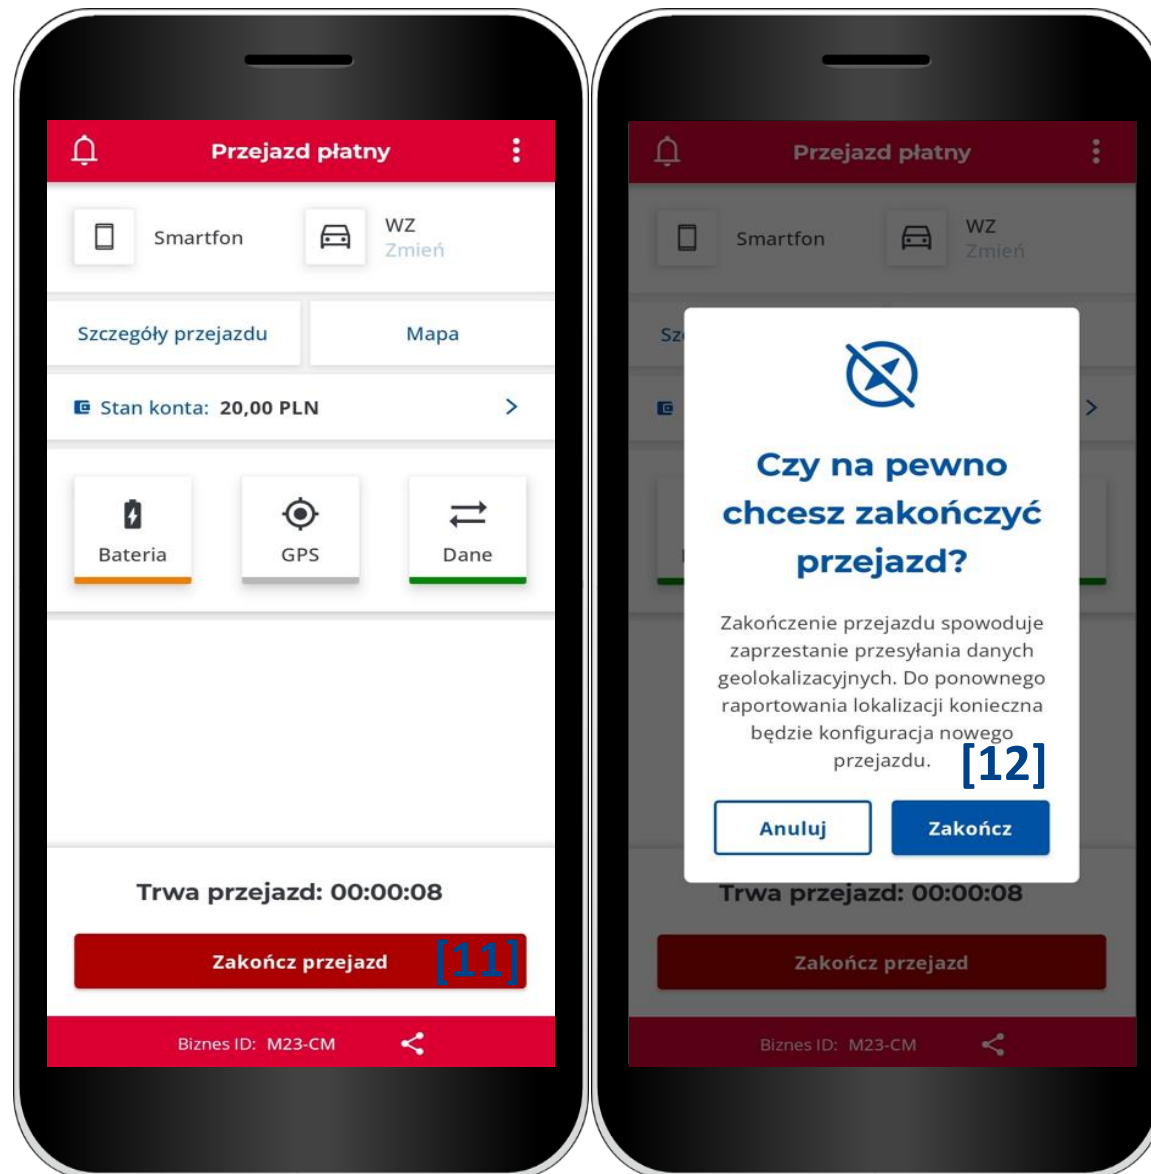 Przejazd płatny
Smartfon
WZ
Zmień
Szczegóły przejazdu
Mapa
Stan konta: 20,00 PLN
Bateria
GPS
Dane
Trwa przejazd: 00:00:08
Zakończ przejazd
[11]
Biznes ID: M23-CM
Przejazd płatny
Smartfon
WZ
Zmień
Sz
Czy na pewno
chcesz zakończyć
przejazd?
Zakończenie przejazdu spowoduje
zaprzestanie przesyłania danych
geolokalizacyjnych. Do ponownego
raportowania lokalizacji konieczna
będzie konfiguracja nowego
przejazdu.
[12]
Anuluj
Zakończ
Trwa przejazd: 00:00:08
Zakończ przejazd
Biznes ID: M23-CM